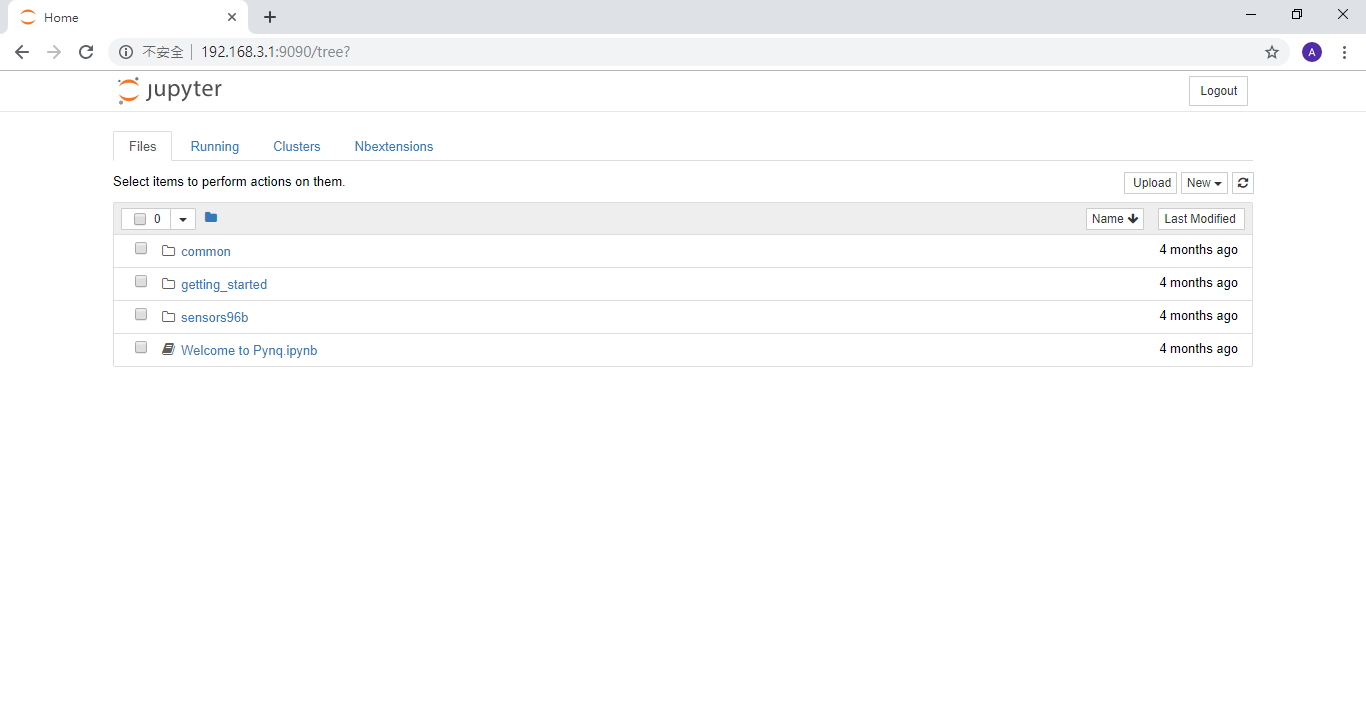 Home
不安全 192.168.3.1:9090/tree?
A
jupyter
Logout
Files Running Clusters Nbextensions
Select items to perform actions on them.
Upload New
0 Name Last Modified
common 4 months ago
getting_started 4 months ago
sensors96b 4 months ago
Welcome to Pynq.ipynb 4 months ago